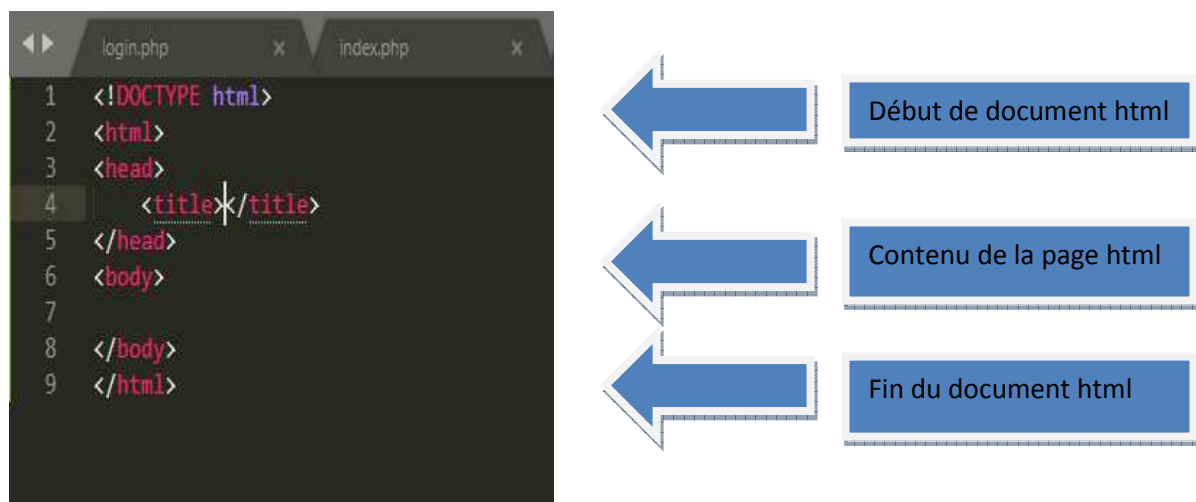 login.php × index.php ×
1 <!DOCTYPE html>
2 <html>
3 <head>
4 <title></title>
5 </head>
6 <body>
7
8 </body>
9 </html>
Début de document html
Contenu de la page html
Fin du document html